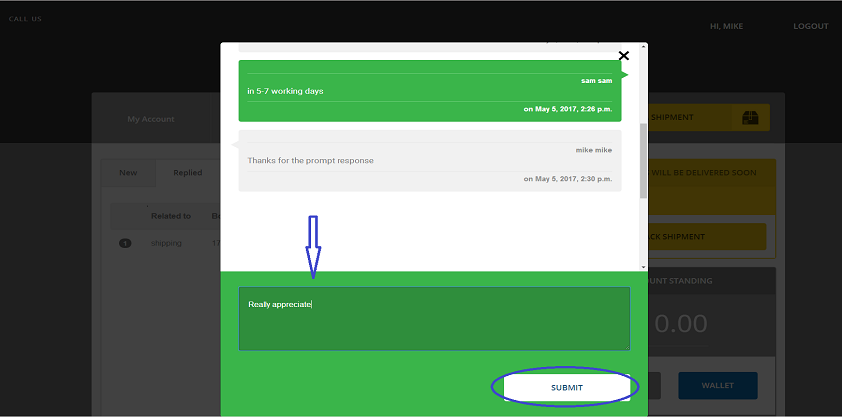 CALL US
HI, MIKE
LOGOUT
sam sam
in 5-7 working days
on May 5, 2017, 2:26 p.m.
My Account
SHIPMENT
mike mike
Thanks for the prompt response
on May 5, 2017, 2:30 p.m.
New
Replied
WILL BE DELIVERED SOON
Related to
1
shipping
17
SHIPMENT
STANDING
Really appreciate
0.00
SUBMIT
WALLET